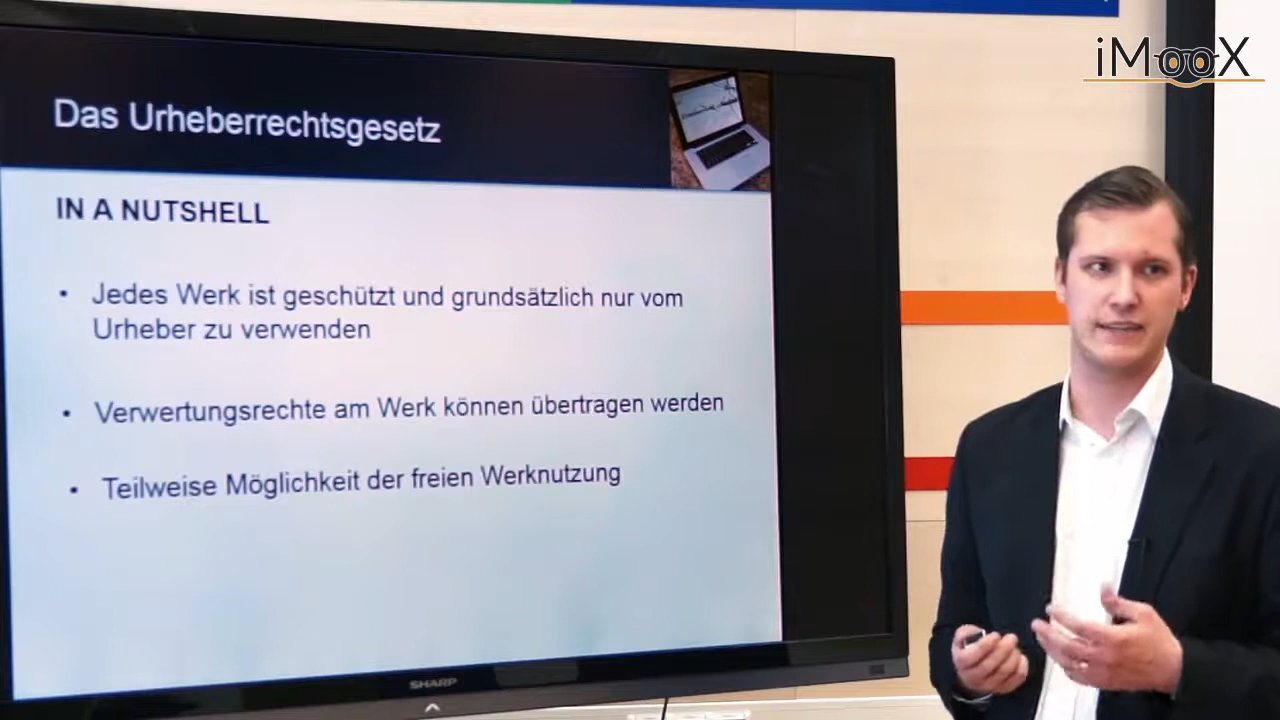 iMooX
Das Urheberrechtsgesetz
IN A NUTSHELL
• Jedes Werk ist geschützt und grundsätzlich nur vom
Urheber zu verwenden
• Verwertungsrechte am Werk können übertragen werden
• Teilweise Möglichkeit der freien Werknutzung
SHARP